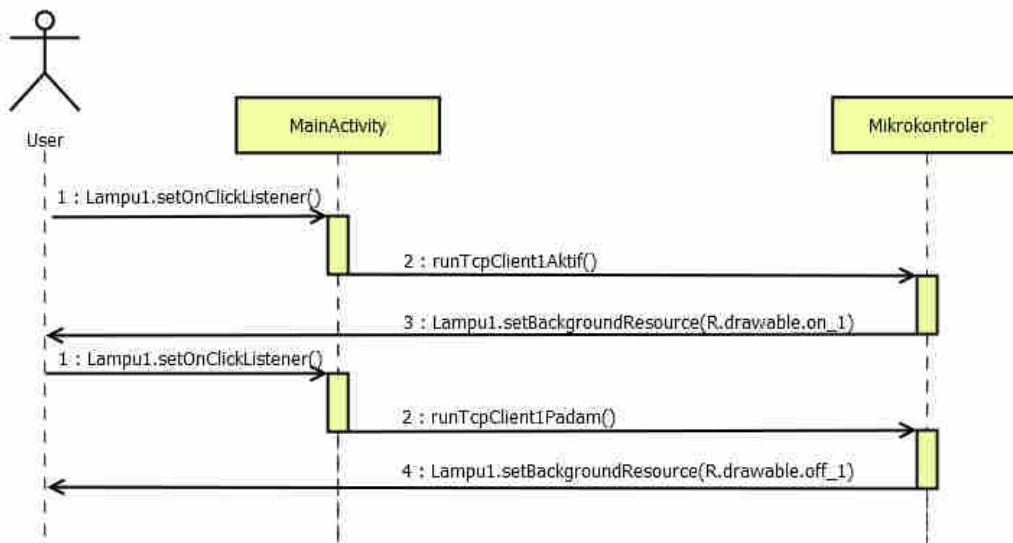 User
MainActivity
Mikrokontroler
1 : Lampu1.setOnClickListener()
2 : runTcpClient1Aktif()
3 : Lampu1.setBackgroundResource(R.drawable.on_1)
1 : Lampu1.setOnClickListener()
2 : runTcpClient1Padam()
4 : Lampu1.setBackgroundResource(R.drawable.off_1)